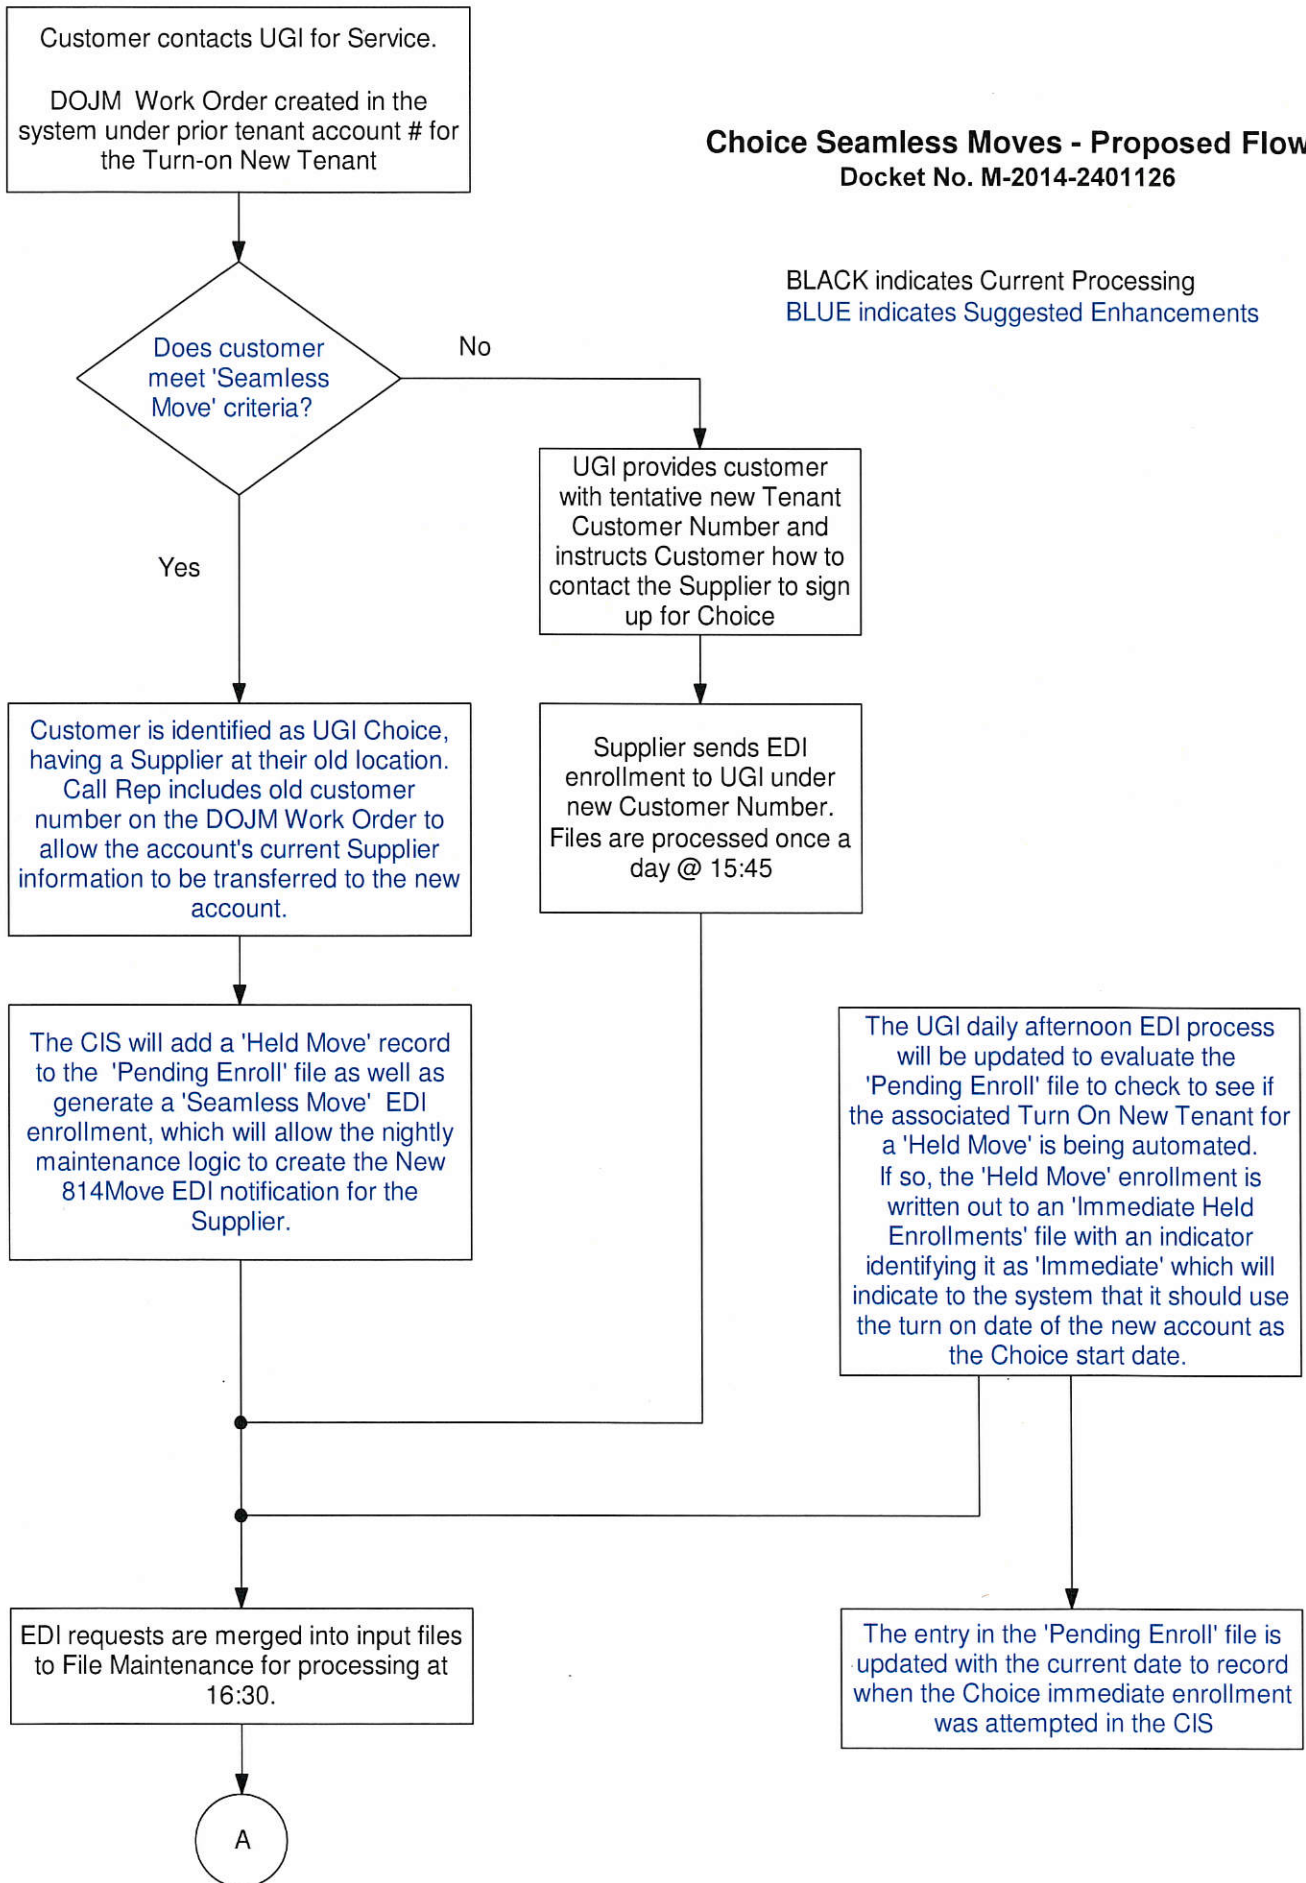 Customer contacts UGI for Service.
DOJM Work Order created in the
system under prior tenant account # for
the Turn-on New Tenant
Choice Seamless Moves - Proposed Flow
Docket No. M-2014-2401126
BLACK indicates Current Processing
BLUE indicates Suggested Enhancements
Does customer
meet 'Seamless
Move' criteria?
No
Yes
UGI provides customer
with tentative new Tenant
Customer Number and
instructs Customer how to
contact the Supplier to sign
up for Choice
Customer is identified as UGI Choice,
having a Supplier at their old location.
Call Rep includes old customer
number on the DOJM Work Order to
allow the account's current Supplier
information to be transferred to the new
account.
Supplier sends EDI
enrollment to UGI under
new Customer Number.
Files are processed once a
day @ 15:45
The CIS will add a 'Held Move' record
to the 'Pending Enroll' file as well as
generate a 'Seamless Move' EDI
enrollment, which will allow the nightly
maintenance logic to create the New
814Move EDI notification for the
Supplier.
The UGI daily afternoon EDI process
will be updated to evaluate the
'Pending Enroll' file to check to see if
the associated Turn On New Tenant for
a 'Held Move' is being automated.
If so, the 'Held Move' enrollment is
written out to an 'Immediate Held
Enrollments' file with an indicator
identifying it as 'Immediate' which will
indicate to the system that it should use
the turn on date of the new account as
the Choice start date.
EDI requests are merged into input files
to File Maintenance for processing at
16:30.
The entry in the 'Pending Enroll' file is
updated with the current date to record
when the Choice immediate enrollment
was attempted in the CIS
A